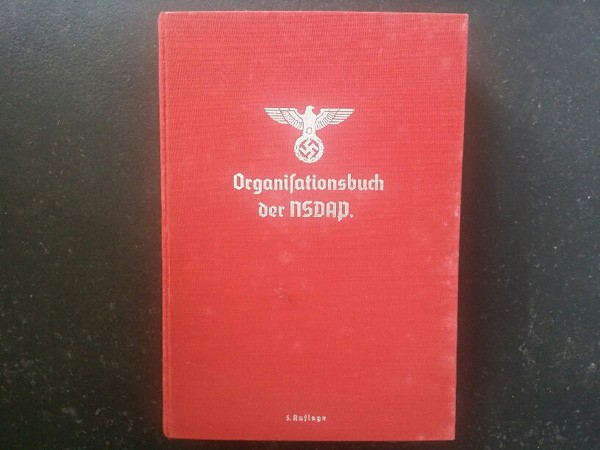 Organiſationsbuch
der NSDAP.
5. Auflage